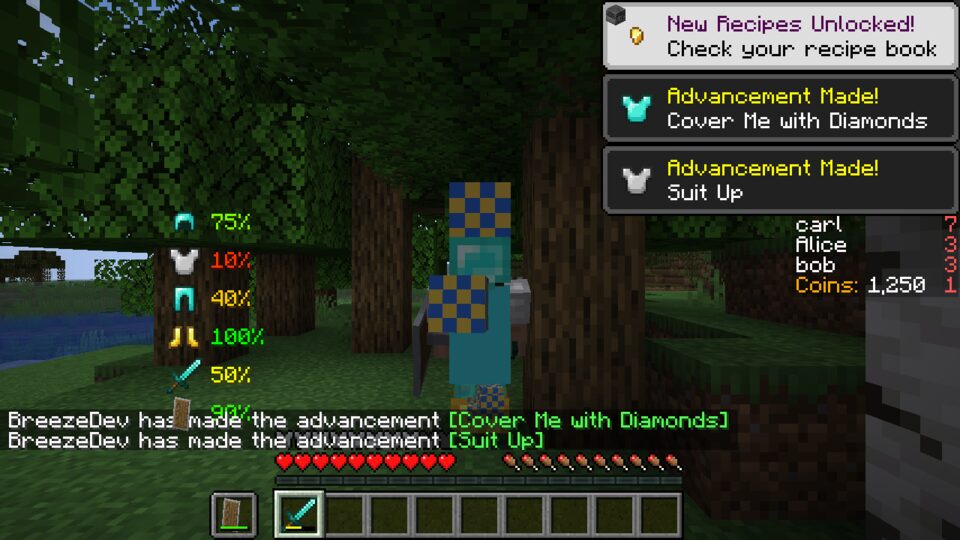 New Recipes Unlocked!
Check your recipe book
Advancement Made!
Cover Me with Diamonds
Advancement Made!
Suit Up
carl 7
Alice 3
bob 3
Coins: 1,250 1
75%
10%
40%
100%
50%
90%
BreezeDev has made the advancement [Cover Me with Diamonds]
BreezeDev has made the advancement [Suit Up]